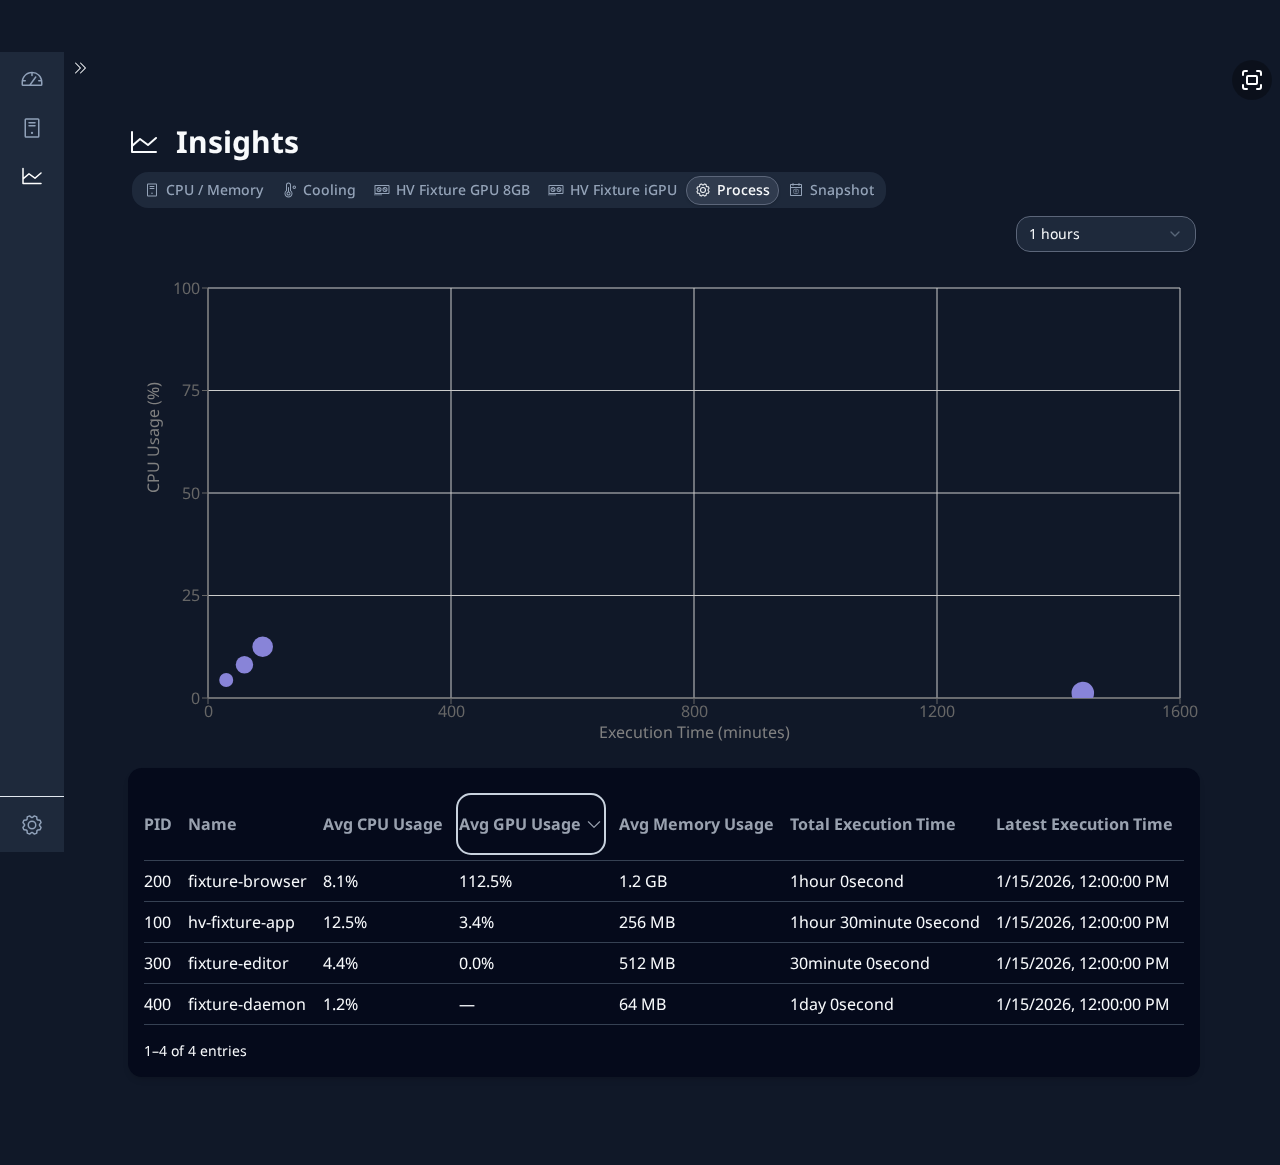 Insights
CPU / Memory Cooling HV Fixture GPU 8GB HV Fixture iGPU Process Snapshot
1 hours
100
75
50
25
0
CPU Usage (%)
0 400 800 1200 1600
Execution Time (minutes)
PID Name Avg CPU Usage Avg GPU Usage Avg Memory Usage Total Execution Time Latest Execution Time
200 fixture-browser 8.1% 112.5% 1.2 GB 1hour 0second 1/15/2026, 12:00:00 PM
100 hv-fixture-app 12.5% 3.4% 256 MB 1hour 30minute 0second 1/15/2026, 12:00:00 PM
300 fixture-editor 4.4% 0.0% 512 MB 30minute 0second 1/15/2026, 12:00:00 PM
400 fixture-daemon 1.2% — 64 MB 1day 0second 1/15/2026, 12:00:00 PM
1–4 of 4 entries